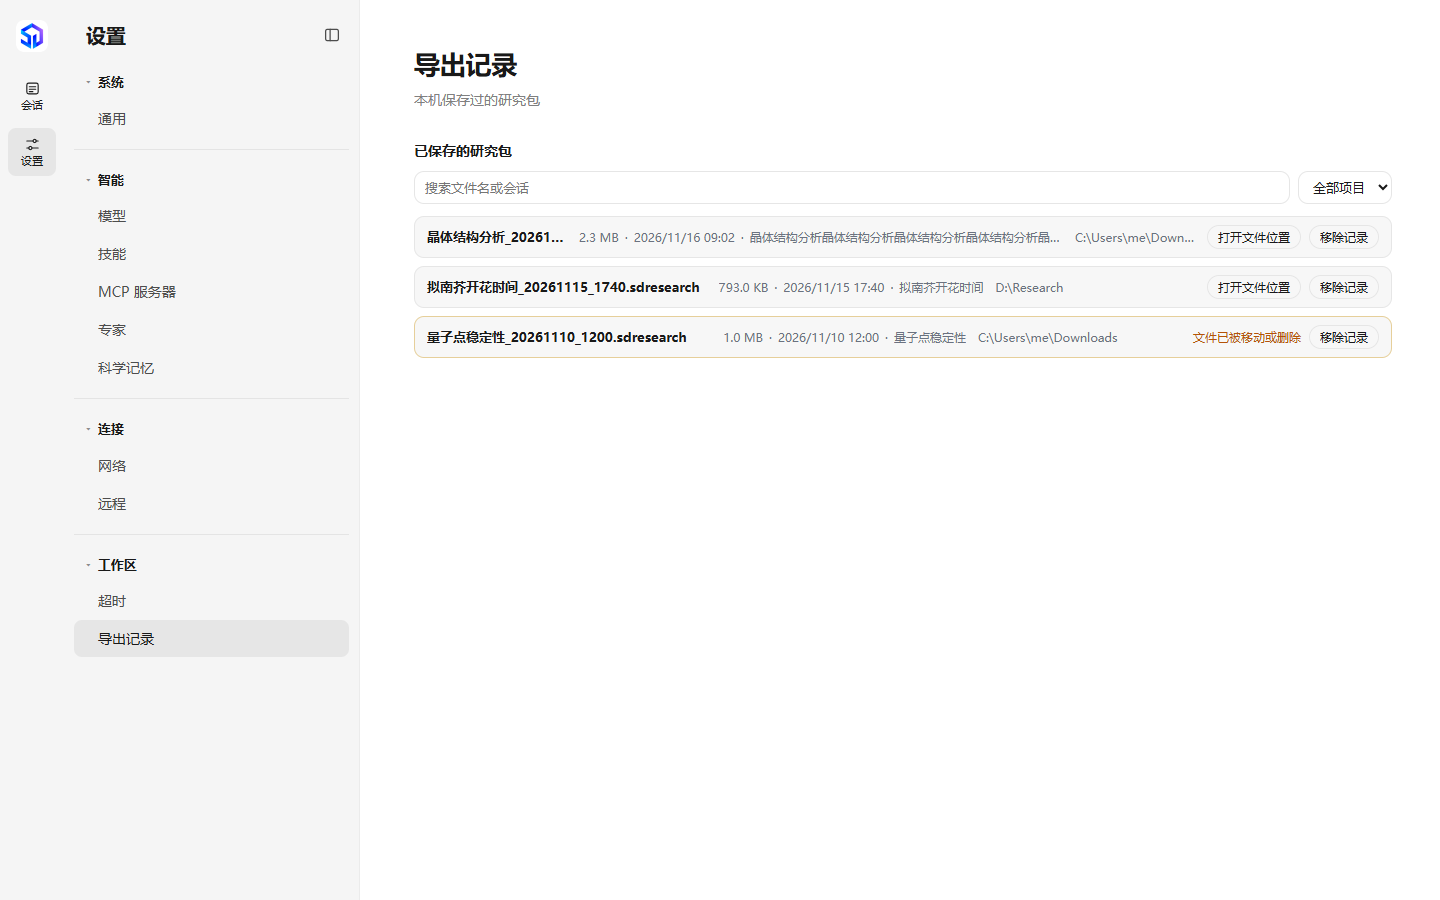 设置
会话
设置
系统
通用
智能
模型
技能
MCP 服务器
专家
科学记忆
连接
网络
远程
工作区
超时
导出记录
导出记录
本机保存过的研究包
已保存的研究包
搜索文件名或会话
全部项目
晶体结构分析_20261... 2.3 MB · 2026/11/16 09:02 · 晶体结构分析晶体结构分析晶体结构分析晶体结构分析晶... C:\Users\me\Down... 打开文件位置 移除记录
拟南芥开花时间_20261115_1740.sdresearch 793.0 KB · 2026/11/15 17:40 · 拟南芥开花时间 D:\Research 打开文件位置 移除记录
量子点稳定性_20261110_1200.sdresearch 1.0 MB · 2026/11/10 12:00 · 量子点稳定性 C:\Users\me\Downloads 文件已被移动或删除 移除记录